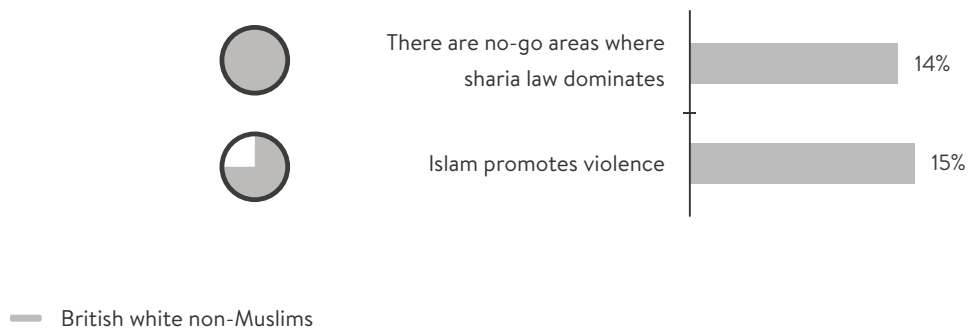 There are no-go areas where
sharia law dominates
14%
Islam promotes violence
15%
British white non-Muslims